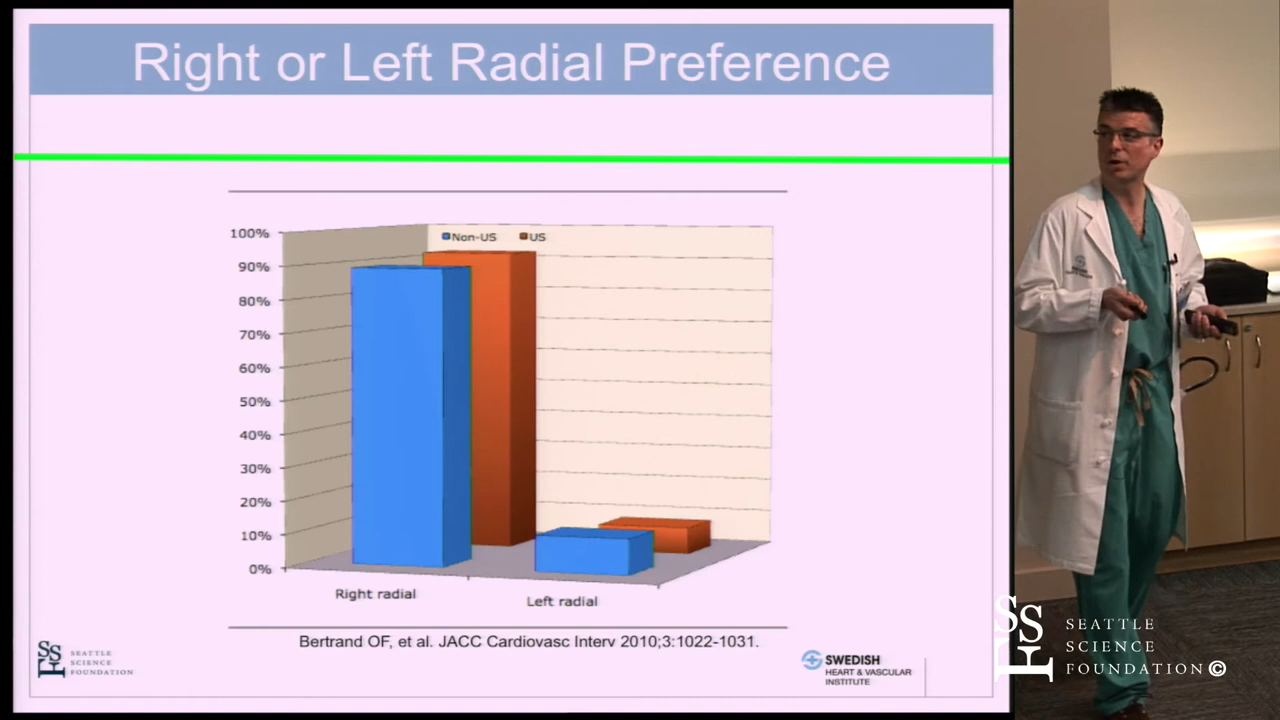 Right or Left Radial Preference
Non-US
US
100%
90%
80%
70%
60%
50%
40%
30%
20%
10%
0%
Right radial
Left radial
Bertrand OF, et al. JACC Cardiovasc Interv 2010;3:1022-1031.
SSF
SEATTLE
SCIENCE
FOUNDATION
SWEDISH
HEART & VASCULAR
INSTITUTE
SSF
SEATTLE
SCIENCE
FOUNDATION©